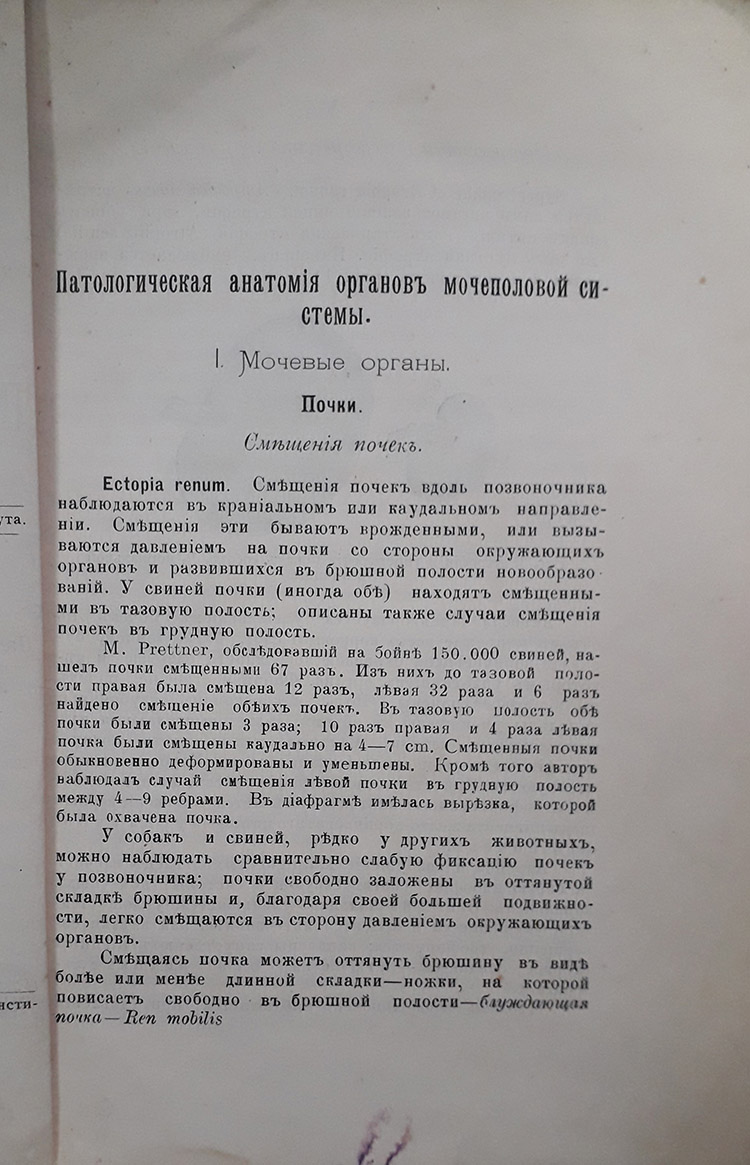 Патологическая анатомія органовъ мочеполовой си-
стемы.
I. Мочевые органы.
Почки.
Смѣщенія почекъ.
Ectopia renum. Смѣщенія почекъ вдоль позвоночника
наблюдаются въ краніальномъ или каудальномъ направле-
ніи. Смѣщенія эти бываютъ врожденными, или вызы-
ваются давленіемъ на почки со стороны окружающихъ
органовъ и развившихся въ брюшной полости новообразо-
ваній. У свиней почки (иногда обѣ) находятъ смѣщенны-
ми въ тазовую полость; описаны также случаи смѣщенія
почекъ въ грудную полость.
М. Prettner, обслѣдовавшій на бойнѣ 150.000 свиней, на-
шелъ почки смѣщенными 67 разъ. Изъ нихъ до тазовой поло-
сти правая была смѣщена 12 разъ, лѣвая 32 раза и 6 разъ
найдено смѣщеніе обѣихъ почекъ. Въ тазовую полость обѣ
почки были смѣщены 3 раза; 10 разъ правая и 4 раза лѣвая
почка были смѣщены каудально на 4—7 cm. Смѣщенныя почки
обыкновенно деформированы и уменьшены. Кромѣ того авторъ
наблюдалъ случай смѣщенія лѣвой почки въ грудную полость
между 4—9 ребрами. Въ діафрагмѣ имѣлась вырѣзка, которой
была охвачена почка.
У собакъ и свиней, рѣдко у другихъ животныхъ,
можно наблюдать сравнительно слабую фиксацію почекъ
у позвоночника; почки свободно заложены въ оттянутой
складкѣ брюшины и, благодаря своей большей подвижно-
сти, легко смѣщаются въ сторону давленіемъ окружающихъ
органовъ.
Смѣщаясь почка можетъ оттянуть брюшину въ видѣ
болѣе или менѣе длинной складки—ножки, на которой
повисаетъ свободно въ брюшной полости—блуждающая
почка—Ren mobilis
ута.
исти-